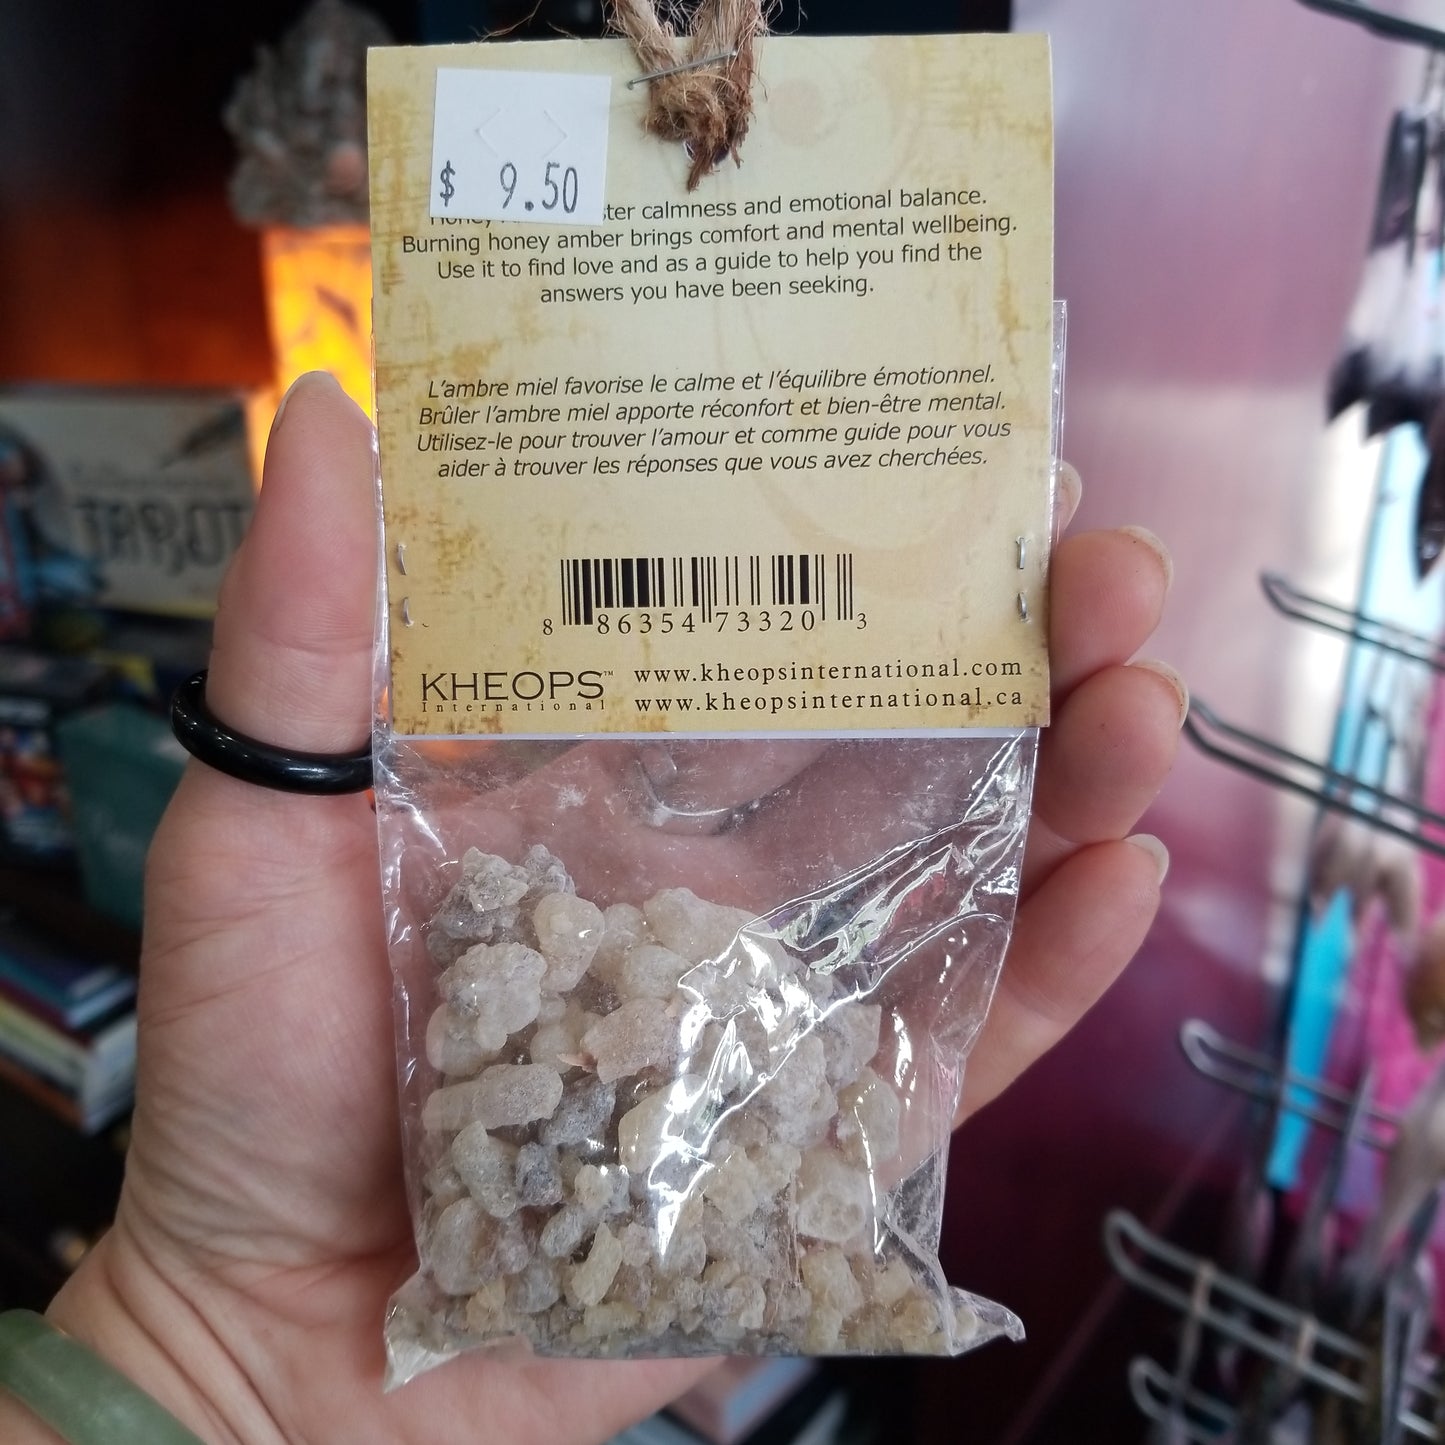 $ 9.50
calmness and emotional balance.
Burning honey amber brings comfort and mental wellbeing.
Use it to find love and as a guide to help you find the
answers you have been seeking.
L'ambre miel favorise le calme et l'équilibre émotionnel.
Brûler l'ambre miel apporte réconfort et bien-être mental.
Utilisez-le pour trouver l'amour et comme guide pour vous
aider à trouver les réponses que vous avez cherchées.
8 86354 73320 3
KHEOPS™
International
www.kheopsinternational.com
www.kheopsinternational.ca
TAROT